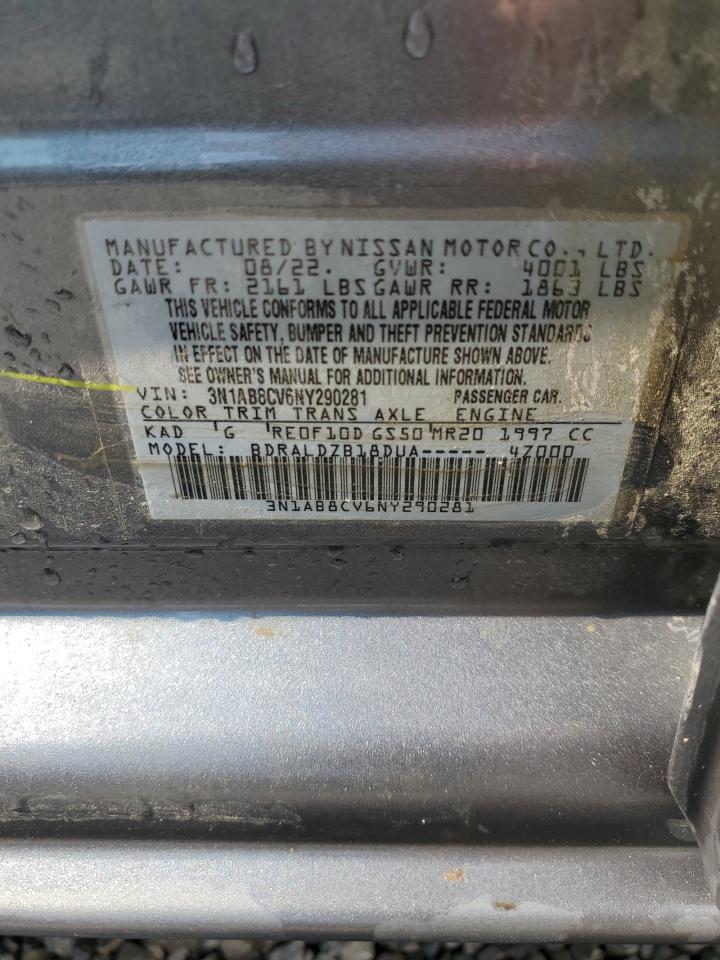 MANUFACTURED BY NISSAN MOTOR CO., LTD.
DATE: 08/22. GVWR: 4001 LBS
GAWR FR: 2161 LBS GAWR RR: 1863 LBS
THIS VEHICLE CONFORMS TO ALL APPLICABLE FEDERAL MOTOR
VEHICLE SAFETY, BUMPER AND THEFT PREVENTION STANDARDS
IN EFFECT ON THE DATE OF MANUFACTURE SHOWN ABOVE.
SEE OWNER'S MANUAL FOR ADDITIONAL INFORMATION.
VIN: 3N1AB8CV6NY290281 PASSENGER CAR.
COLOR TRIM TRANS AXLE ENGINE
KAD G RE0F10D GS50 MR20 1997 CC
MODEL: BDRALDZB18DUA----- 4Z000
3N1AB8CV6NY290281